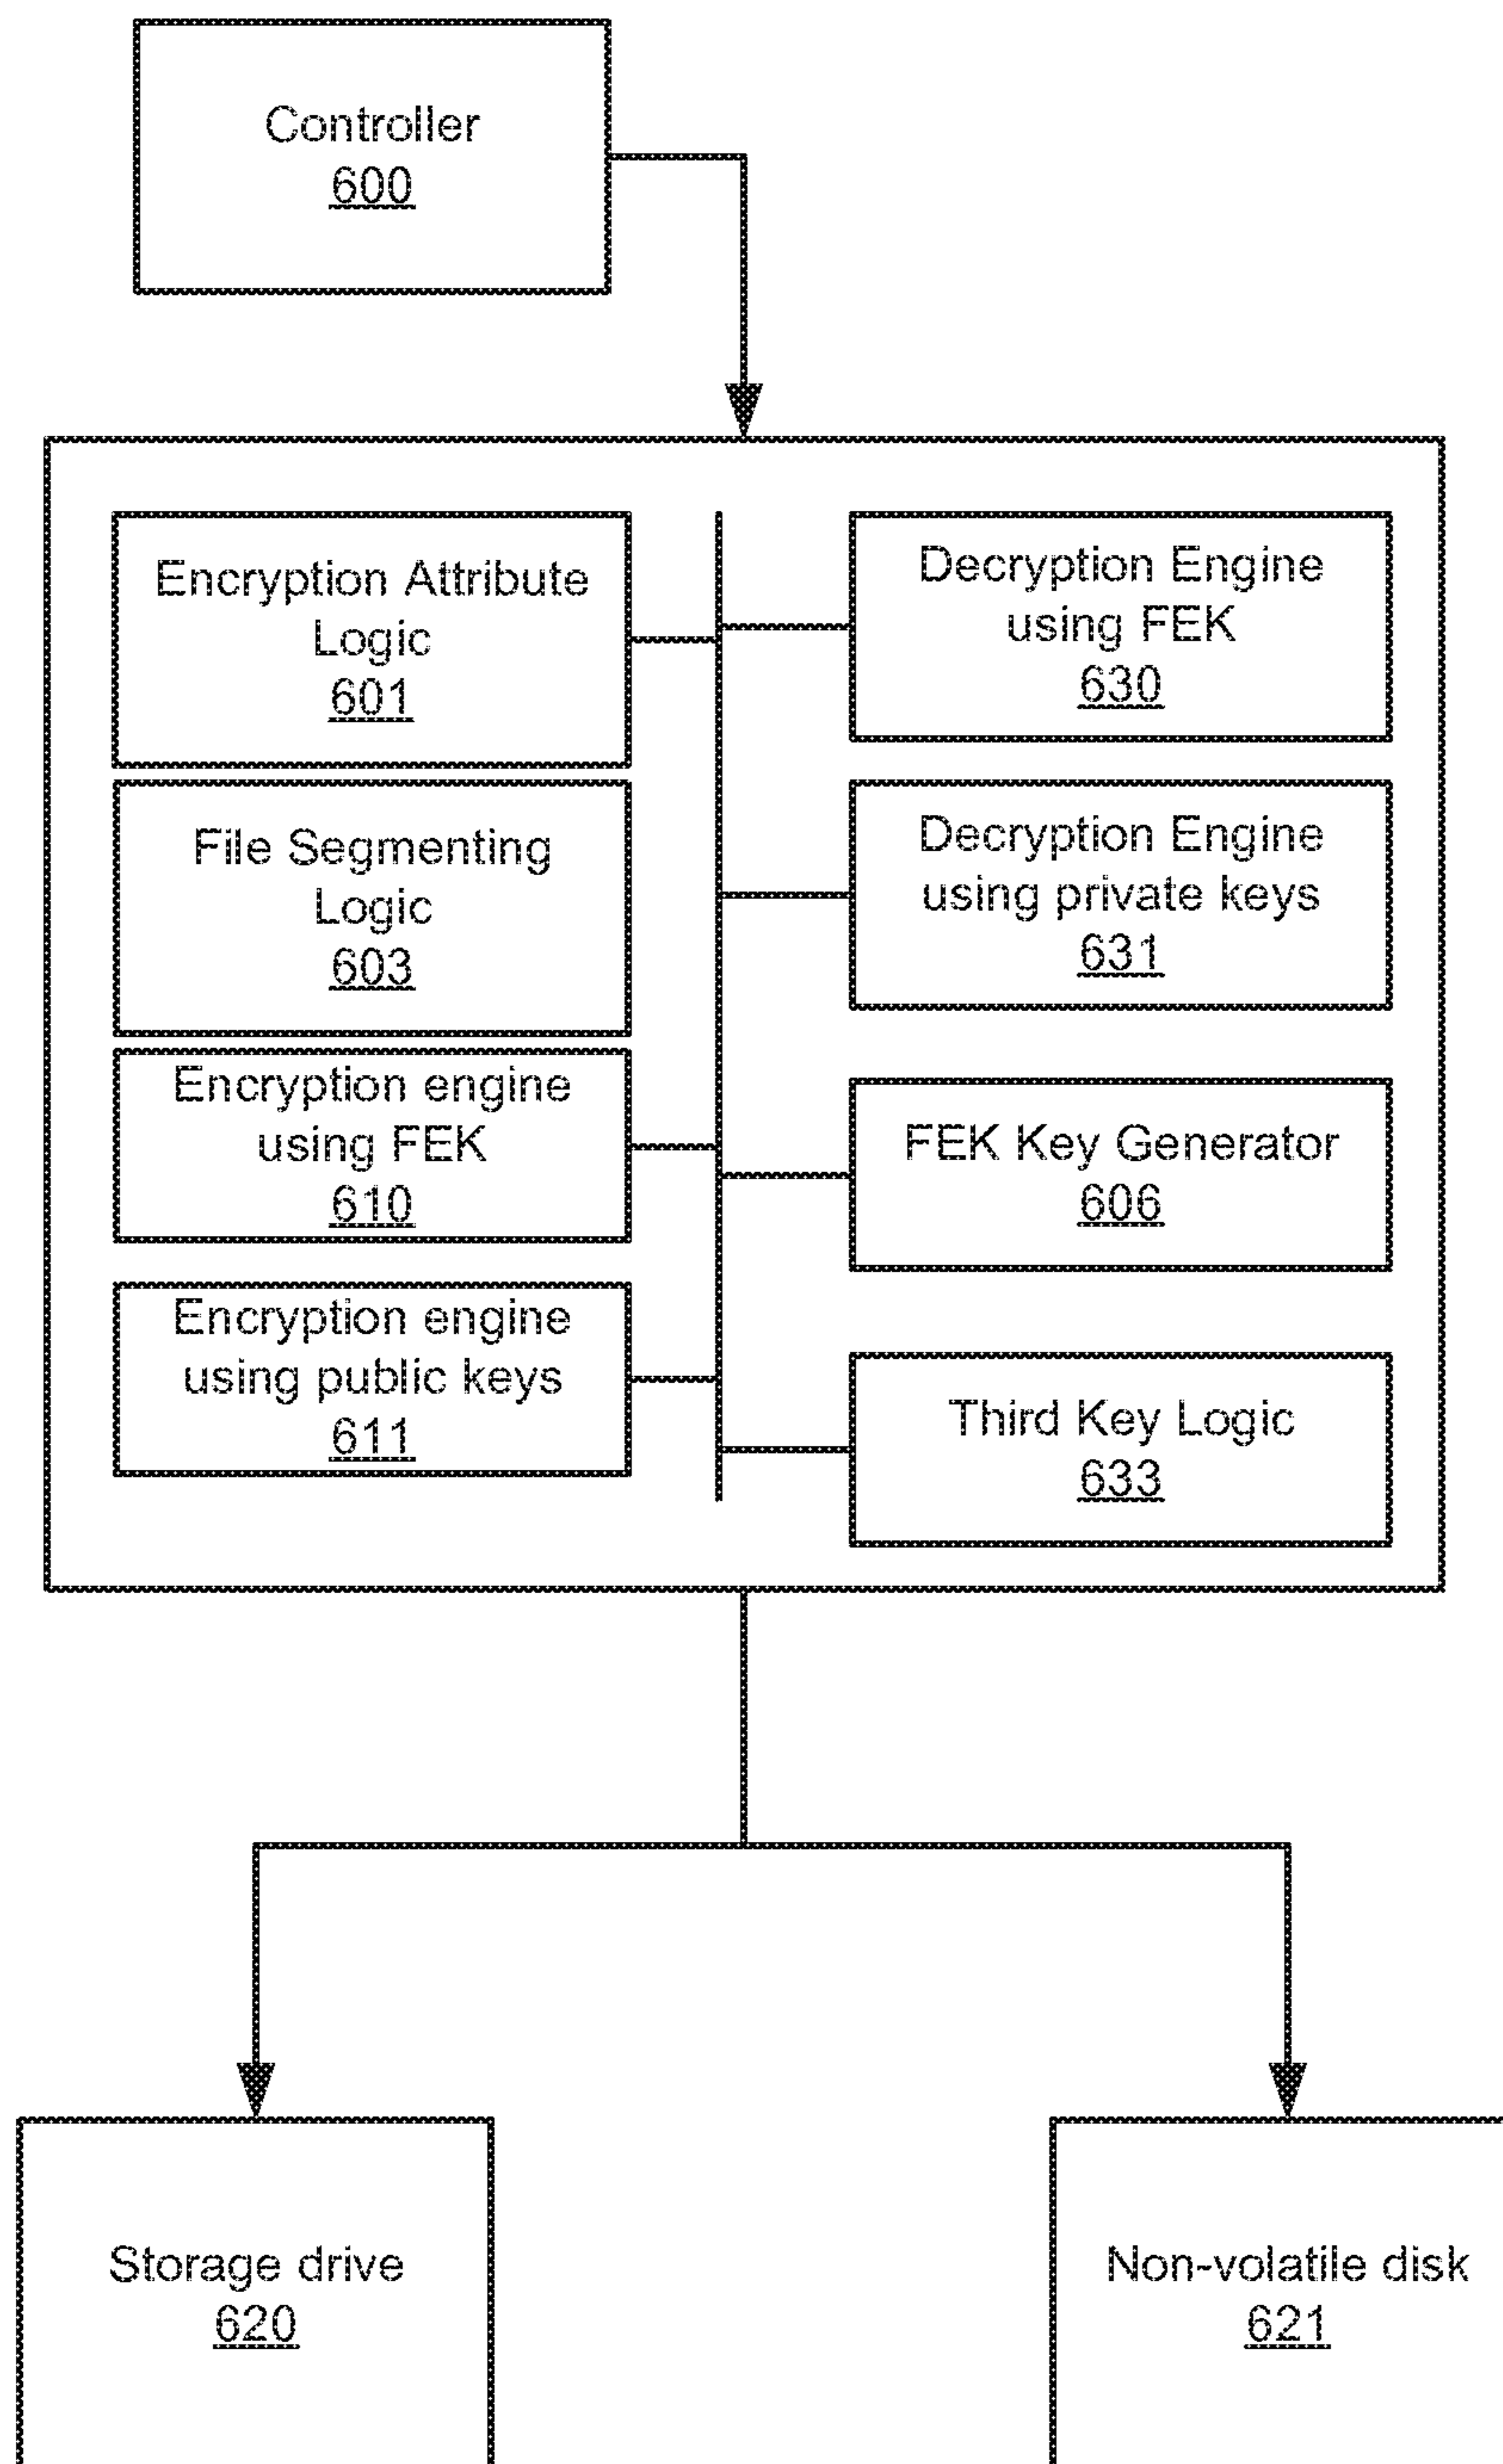 Controller
600
Encryption Attribute
Logic
601
File Segmenting
Logic
603
Encryption engine
using FEK
610
Encryption engine
using public keys
611
Decryption Engine
using FEK
630
Decryption Engine
using private keys
631
FEK Key Generator
606
Third Key Logic
633
Storage drive
620
Non-volatile disk
621